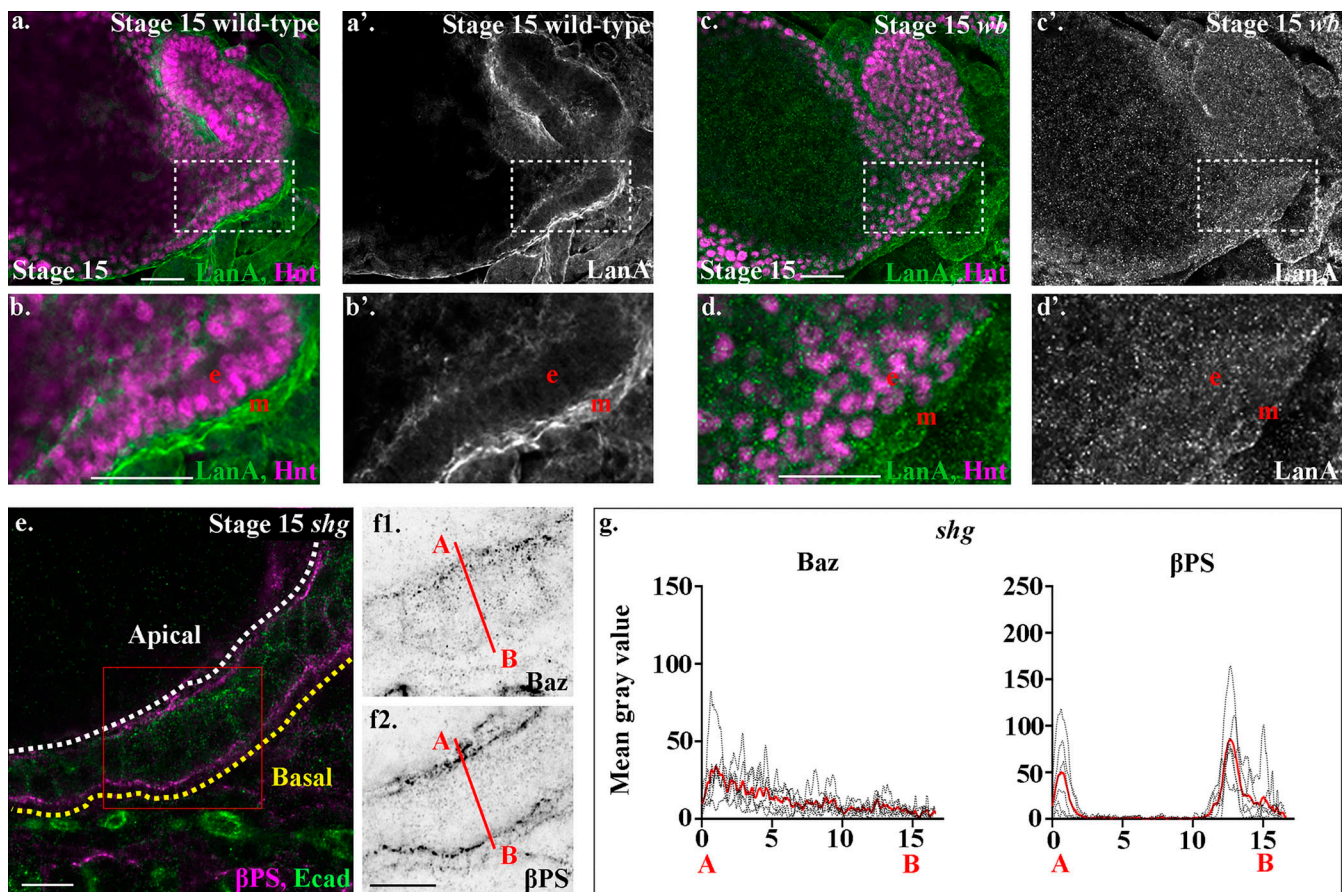 a. Stage 15 wild-type
Stage 15
LanA, Hnt
a'. Stage 15 wild-type
LanA
c. Stage 15 wb
Stage 15
LanA, Hnt
c'. Stage 15 wb
LanA
b.
e
m
LanA, Hnt
b'.
e
m
d.
e
m
LanA, Hnt
d'.
e
m
LanA
e. Stage 15 shg
Apical
Basal
βPS, Ecad
f1.
A
B
Baz
f2.
A
B
βPS
g.
shg
Baz
βPS
Mean gray value
150
100
50
0
0 5 10 15
A B
250
200
150
100
50
0
0 5 10 15
A B